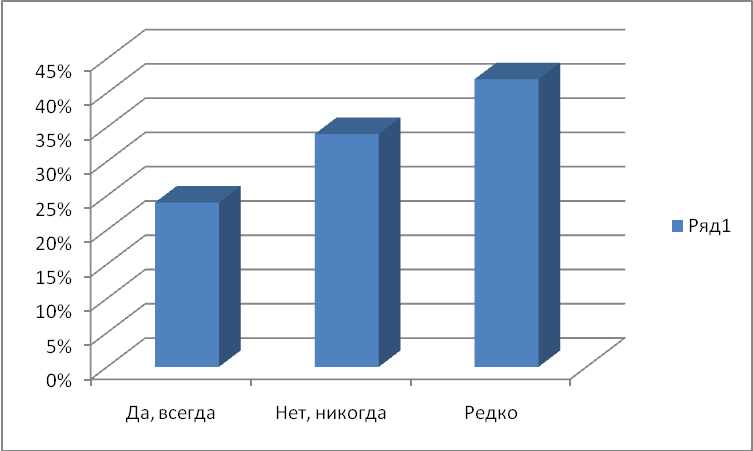 45%
40%
35%
30%
25%
20%
15%
10%
5%
0%
Да, всегда
Нет, никогда
Редко
Ряд1